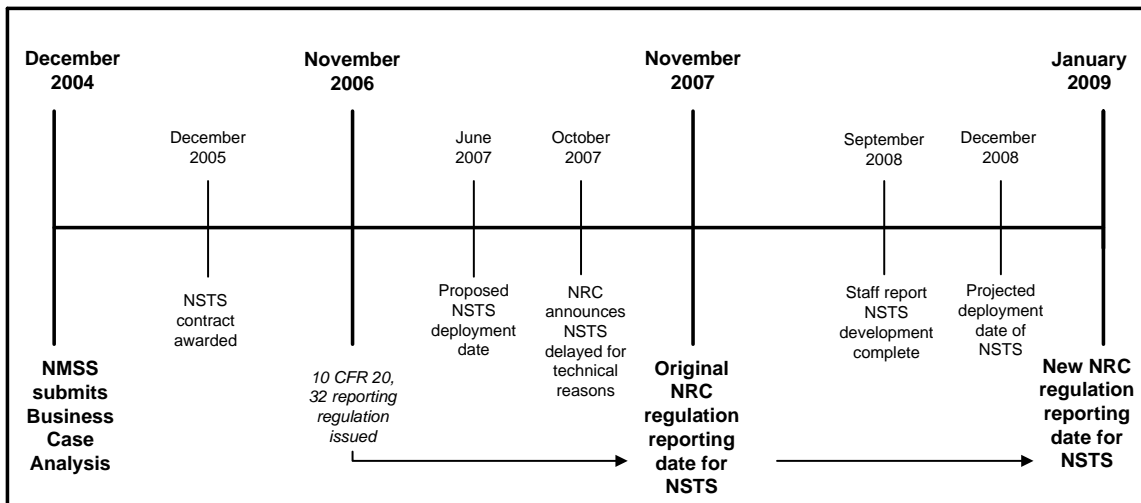 December
2004
November
2006
November
2007
January
2009
December
2005
June
2007
October
2007
September
2008
December
2008
NSTS
contract
awarded
Proposed
NSTS
deployment
date
NRC
announces
NSTS
delayed for
technical
reasons
Staff report
NSTS
development
complete
Projected
deployment
date of
NSTS
NMSS
submits
Business
Case
Analysis
10 CFR 20,
32 reporting
regulation
issued
Original
NRC
regulation
reporting
date for
NSTS
New NRC
regulation
reporting
date for
NSTS